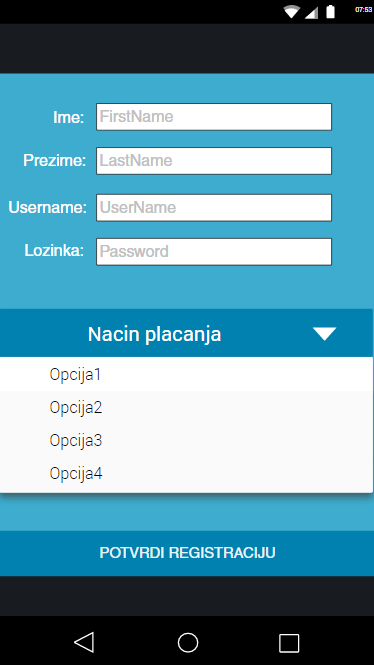 07:53
Ime: FirstName
Prezime: LastName
Username: UserName
Lozinka: Password
Nacin placanja
Opcija1
Opcija2
Opcija3
Opcija4
POTVRDI REGISTRACIJU